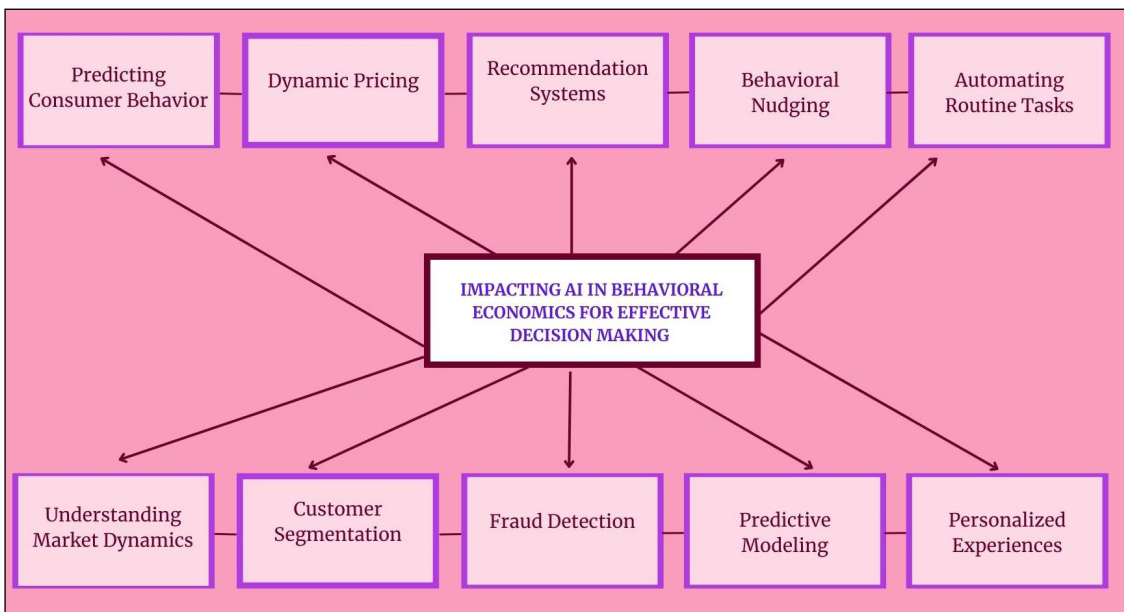 Predicting
Consumer Behavior
Dynamic Pricing
Recommendation
Systems
Behavioral
Nudging
Automating
Routine Tasks
IMPACTING AI IN BEHAVIORAL
ECONOMICS FOR EFFECTIVE
DECISION MAKING
Understanding
Market Dynamics
Customer
Segmentation
Fraud Detection
Predictive
Modeling
Personalized
Experiences